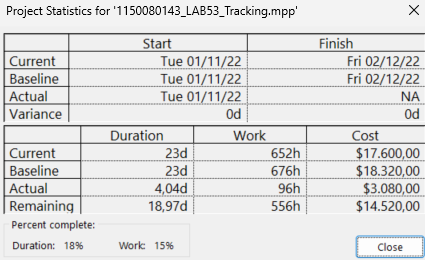 Project Statistics for '1150080143_LAB53_Tracking.mpp'
Start Finish
Current Tue 01/11/22 Fri 02/12/22
Baseline Tue 01/11/22 Fri 02/12/22
Actual Tue 01/11/22 NA
Variance 0d 0d
Duration Work Cost
Current 23d 652h $17.600,00
Baseline 23d 676h $18.320,00
Actual 4,04d 96h $3.080,00
Remaining 18,97d 556h $14.520,00
Percent complete:
Duration: 18% Work: 15% Close